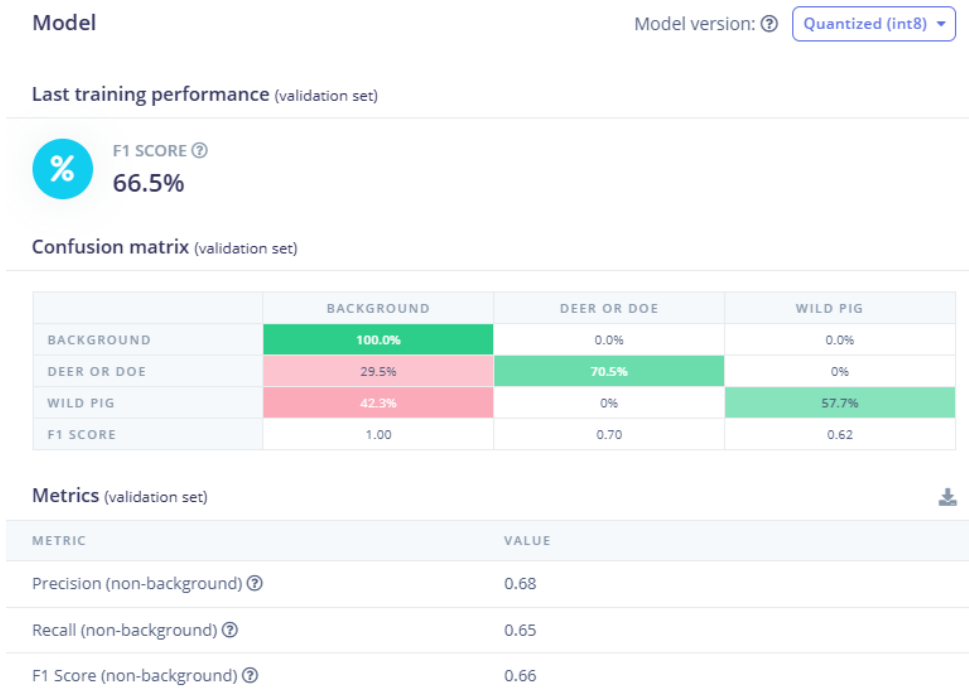 Model
Model version: Quantized (int8)
Last training performance (validation set)
%
F1 SCORE
66.5%
Confusion matrix (validation set)
BACKGROUND DEER OR DOE WILD PIG
BACKGROUND 100.0% 0.0% 0.0%
DEER OR DOE 29.5% 70.5% 0%
WILD PIG 42.3% 0% 57.7%
F1 SCORE 1.00 0.70 0.62
Metrics (validation set)
METRIC VALUE
Precision (non-background) 0.68
Recall (non-background) 0.65
F1 Score (non-background) 0.66